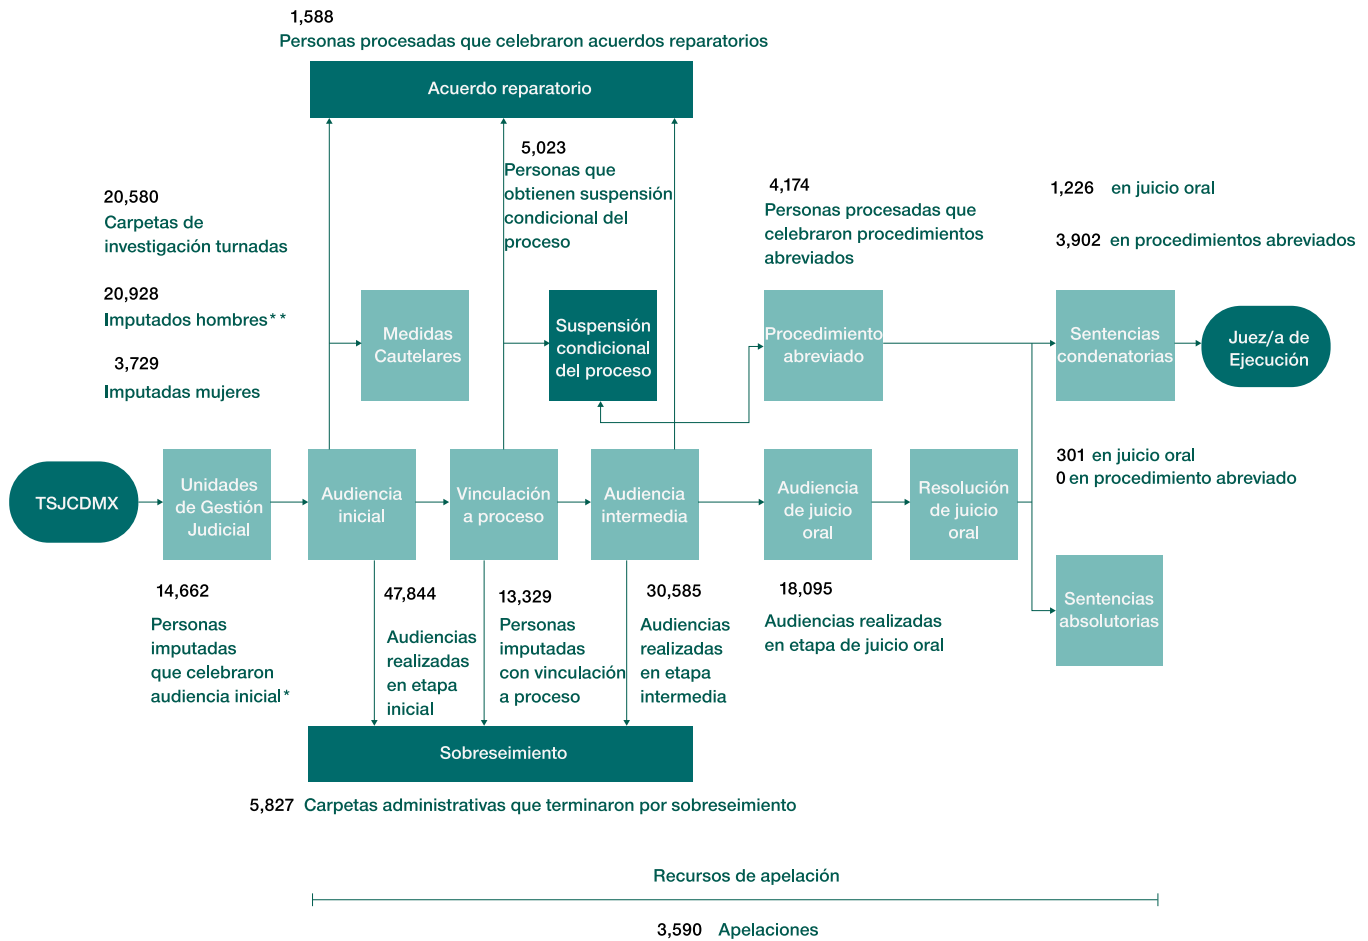 1,588
Personas procesadas que celebraron acuerdos reparatorios
Acuerdo reparatorio
5,023
Personas que
obtienen suspensión
condicional del
proceso
20,580
Carpetas de
investigación turnadas
20,928
Imputados hombres**
3,729
Imputadas mujeres
4,174
Personas procesadas que
celebraron procedimientos
abreviados
1,226 en juicio oral
3,902 en procedimientos abreviados
Medidas
Cautelares
Suspensión
condicional
del proceso
Procedimiento
abreviado
Sentencias
condenatorias
Juez/a de
Ejecución
301 en juicio oral
0 en procedimiento abreviado
TSJCDMX
Unidades
de Gestión
Judicial
Audiencia
inicial
Vinculación
a proceso
Audiencia
intermedia
Audiencia
de juicio
oral
Resolución
de juicio
oral
Sentencias
absolutorias
14,662
Personas
imputadas
que celebraron
audiencia inicial*
47,844
Audiencias
realizadas
en etapa
inicial
13,329
Personas
imputadas
con vinculación
a proceso
30,585
Audiencias
realizadas
en etapa
intermedia
18,095
Audiencias realizadas
en etapa de juicio oral
Sobreseimiento
5,827 Carpetas administrativas que terminaron por sobreseimiento
Recursos de apelación
3,590 Apelaciones